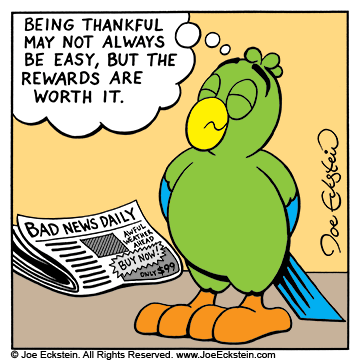 BEING THANKFUL
MAY NOT ALWAYS
BE EASY, BUT THE
REWARDS ARE
WORTH IT.
Joe Eckstein
BAD NEWS DAILY
AWFUL
WEATHER
AHEAD
BUY NOW!
ONLY $99
© Joe Eckstein. All Rights Reserved. www.JoeEckstein.com